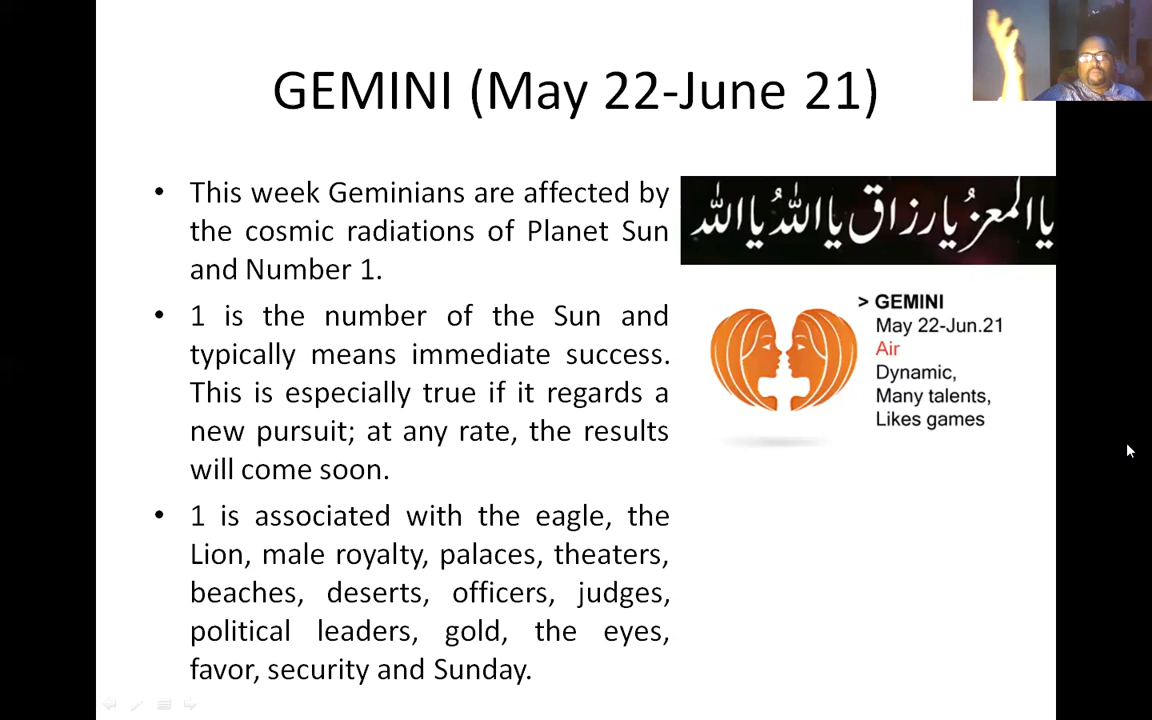 GEMINI (May 22-June 21)
• This week Geminians are affected by
the cosmic radiations of Planet Sun
and Number 1.
• 1 is the number of the Sun and
typically means immediate success.
This is especially true if it regards a
new pursuit; at any rate, the results
will come soon.
• 1 is associated with the eagle, the
Lion, male royalty, palaces, theaters,
beaches, deserts, officers, judges,
political leaders, gold, the eyes,
favor, security and Sunday.
یا المعزُ یا رزاق یا اللهُ یا الله
> GEMINI
May 22-Jun.21
Air
Dynamic,
Many talents,
Likes games